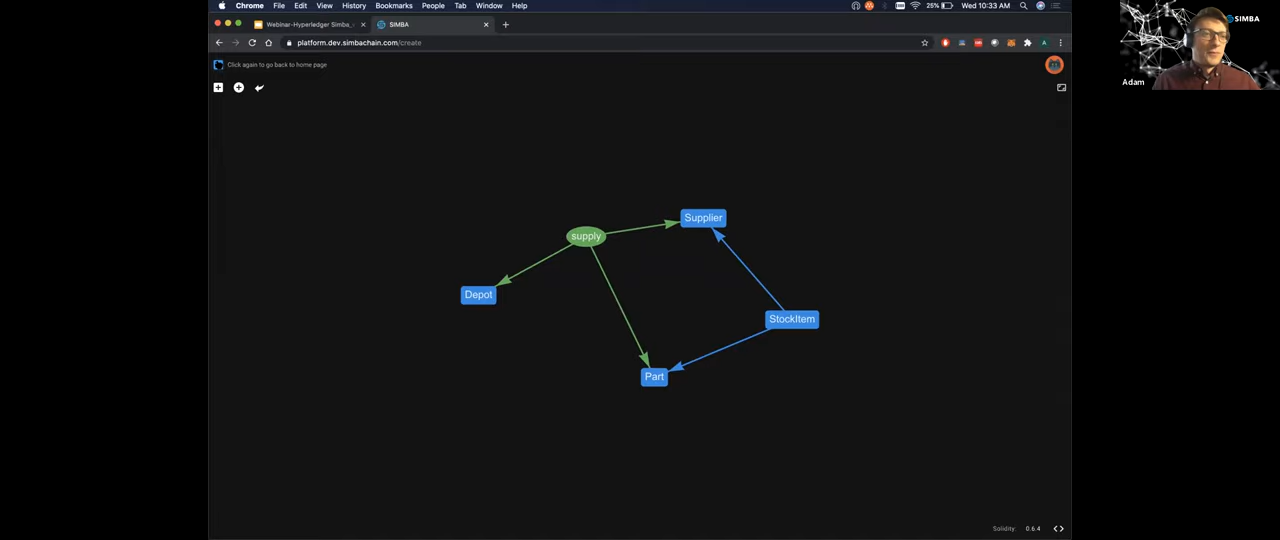 Chrome File Edit View History Bookmarks People Tab Window Help
25%
Wed 10:33 AM
Webinar-Hyperledger Simba_
SIMBA
platform.dev.simbachain.com/create
Click again to go back to home page
SIMBA
Adam
Supplier
supply
Depot
StockItem
Part
Solidity: 0.6.4